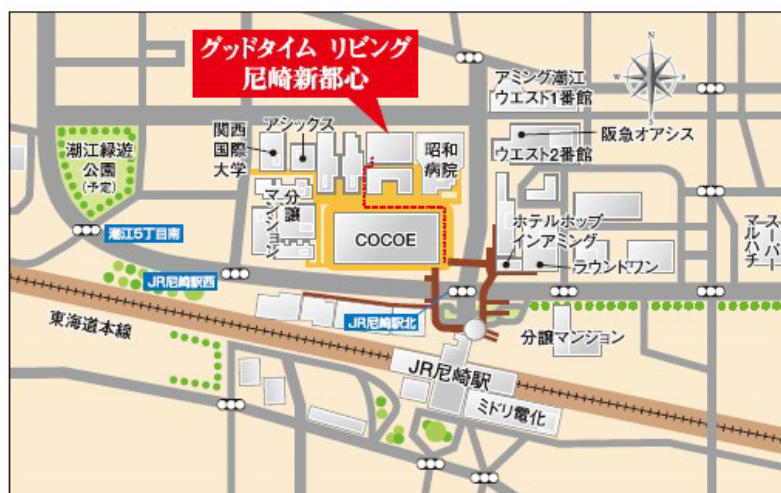 グッドタイム リビング
尼崎新都心
N
W
E
S
アミング潮江
ウエスト1番館
阪急オアシス
ウエスト2番館
関西
国際
大学
アシックス
昭和
病院
潮江緑遊
公園
(予定)
分譲
マンション
COCOE
ホテルホップ
インアミング
ラウンドワン
スーパー
マルハチ
潮江5丁目南
JR尼崎駅西
JR尼崎駅北
東海道本線
分譲マンション
JR尼崎駅
ミドリ電化